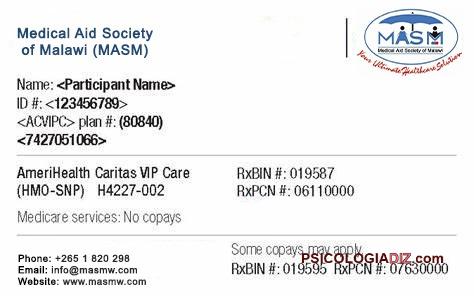 Medical Aid Society
of Malawi (MASM)
MASM
Medical Aid Society of Malawi
Your Ultimate Healthcare Solution
Name: <Participant Name>
ID #: <123456789>
<ACVIPC> plan #: (80840)
<7427051066>
AmeriHealth Caritas VIP Care
(HMO-SNP) H4227-002
RxBIN #: 019587
RxPCN #: 06110000
Medicare services: No copays
Some copays may apply
PSICOLOGIADIZ.com
RxBIN #: 019595 RxPCN #: 07630000
Phone: +265 1 820 298
Email: info@masmw.com
Website: www.masmw.com